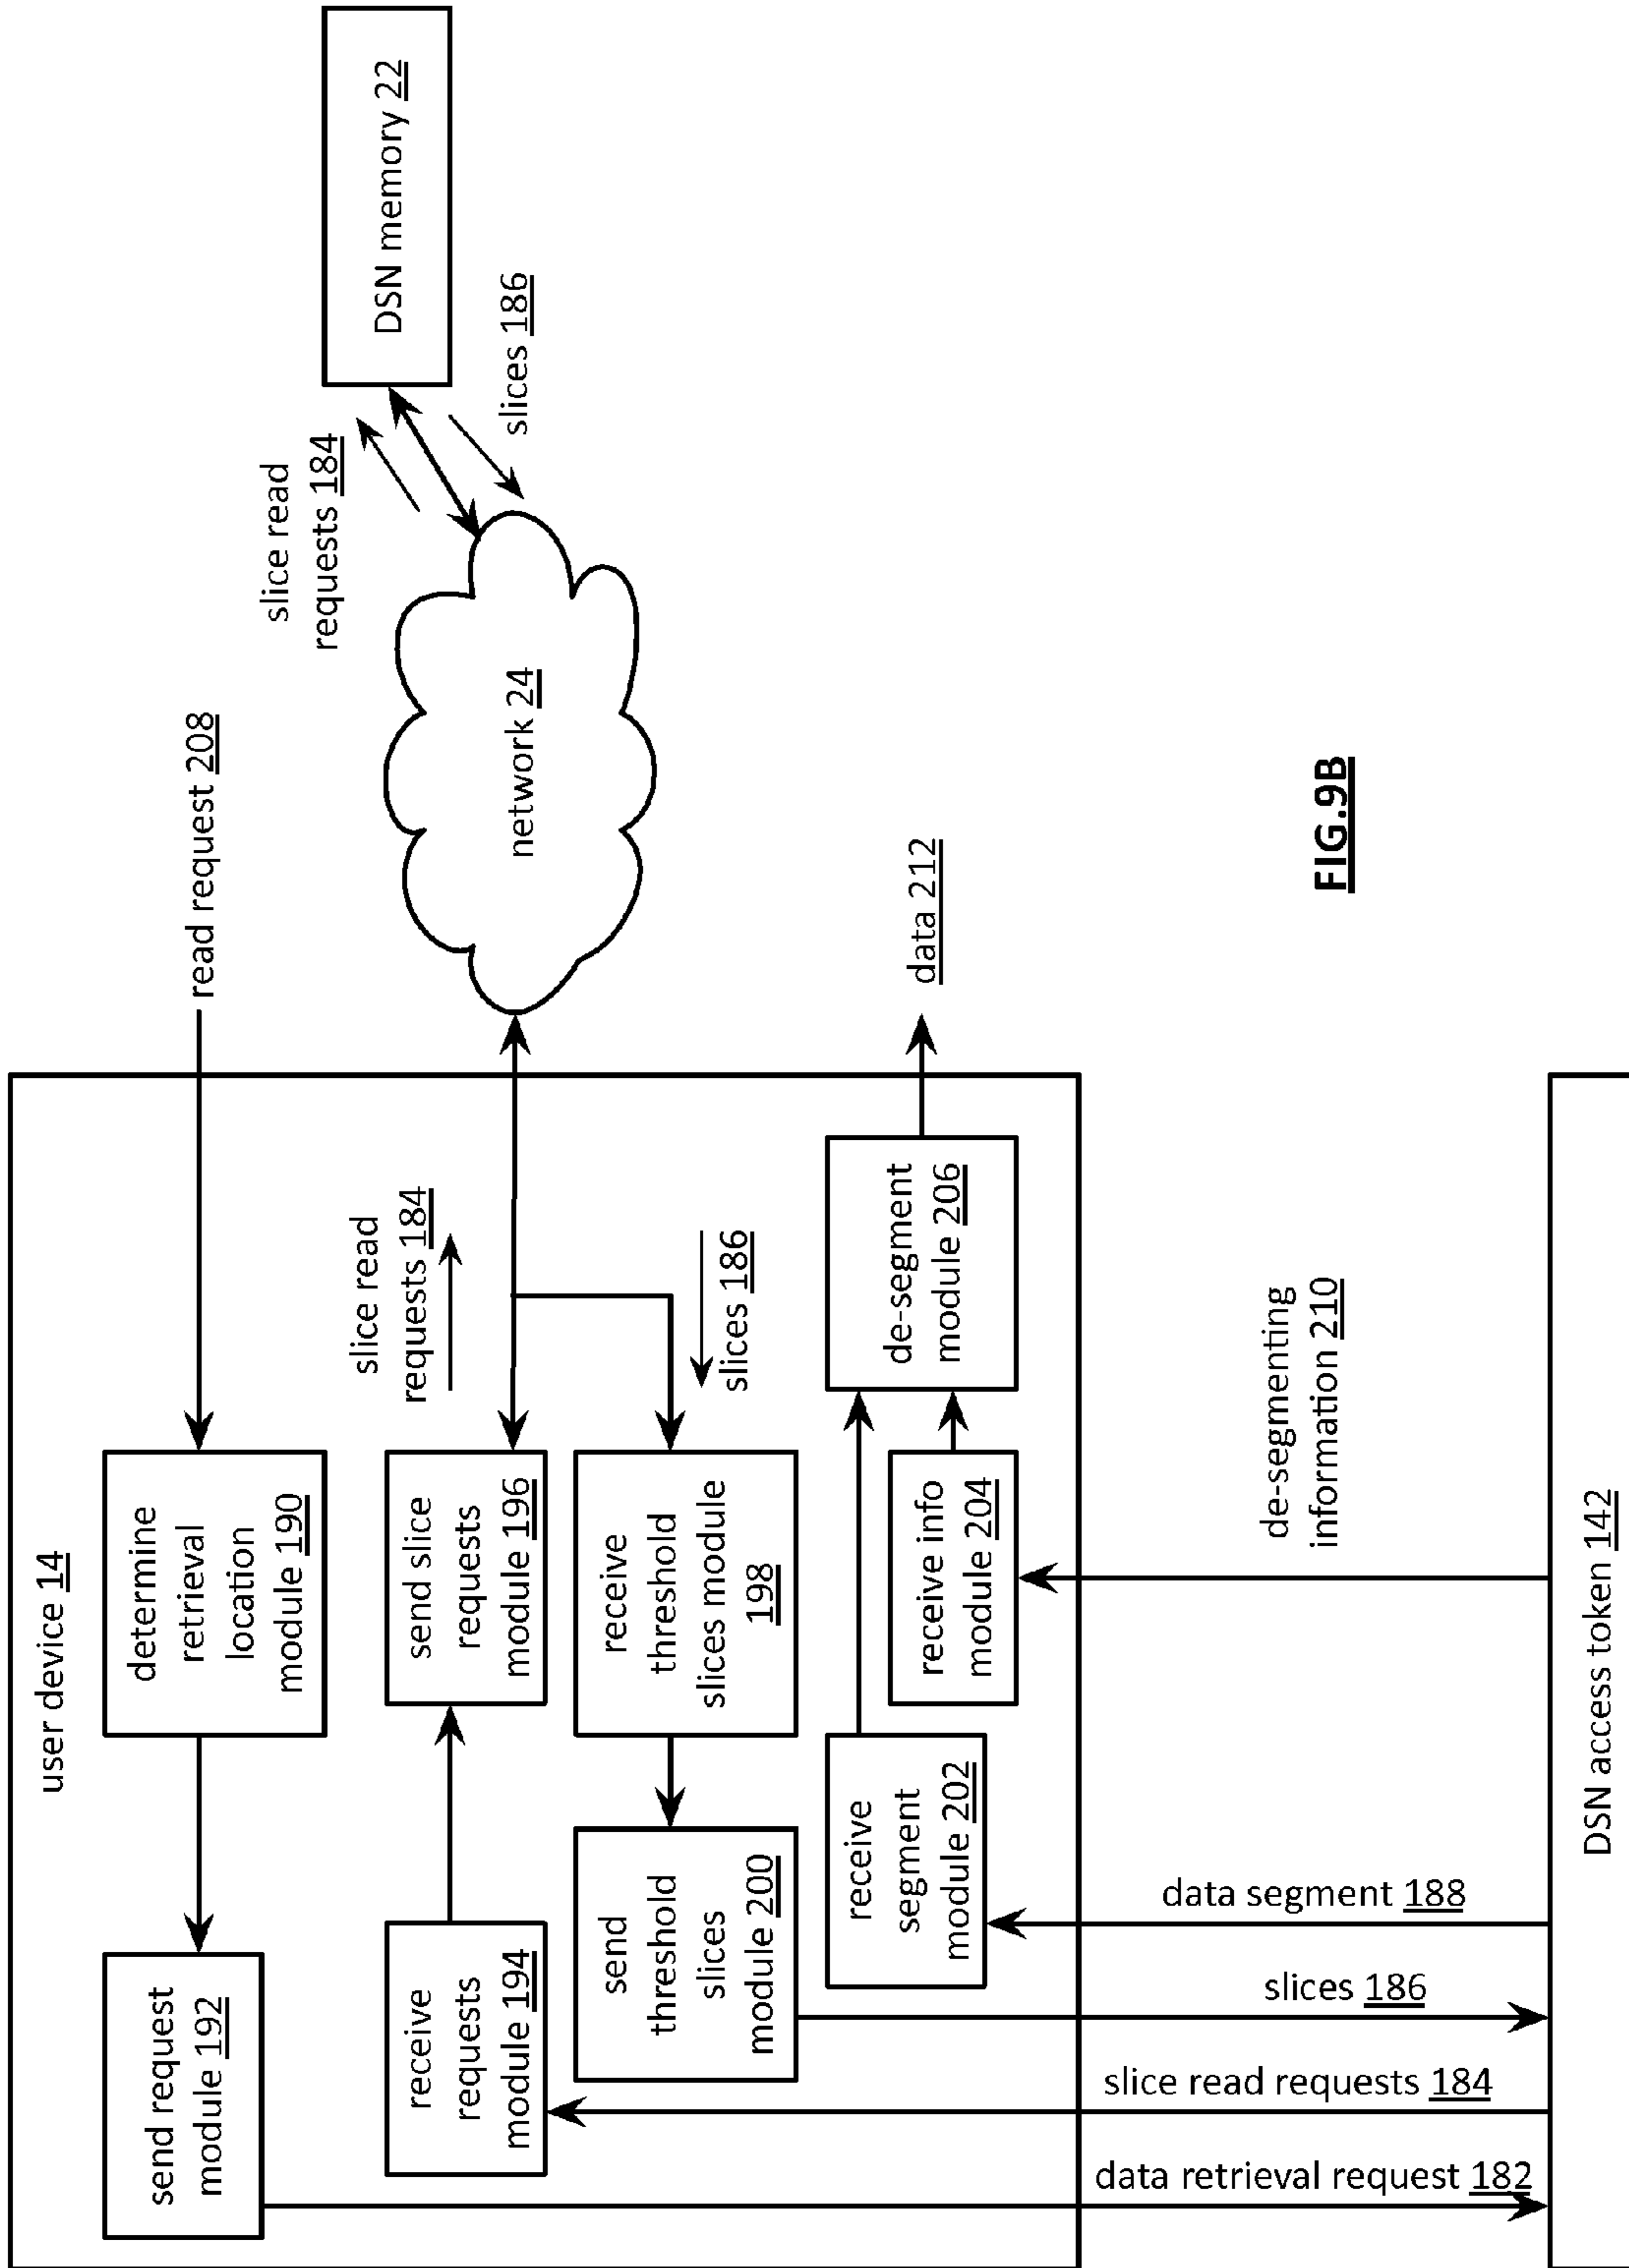 user device 14
send request
module 192
determine
retrieval
location
module 190
read request 208
receive
requests
module 194
send slice
requests
module 196
slice read
requests 184
send
threshold
slices
module 200
receive
threshold
slices module
198
slices 186
network 24
slice read
requests 184
slices 186
DSN memory 22
receive
segment
module 202
receive info
module 204
de-segment
module 206
data 212
data retrieval request 182
slice read requests 184
slices 186
data segment 188
de-segmenting
information 210
DSN access token 142
FIG.9B